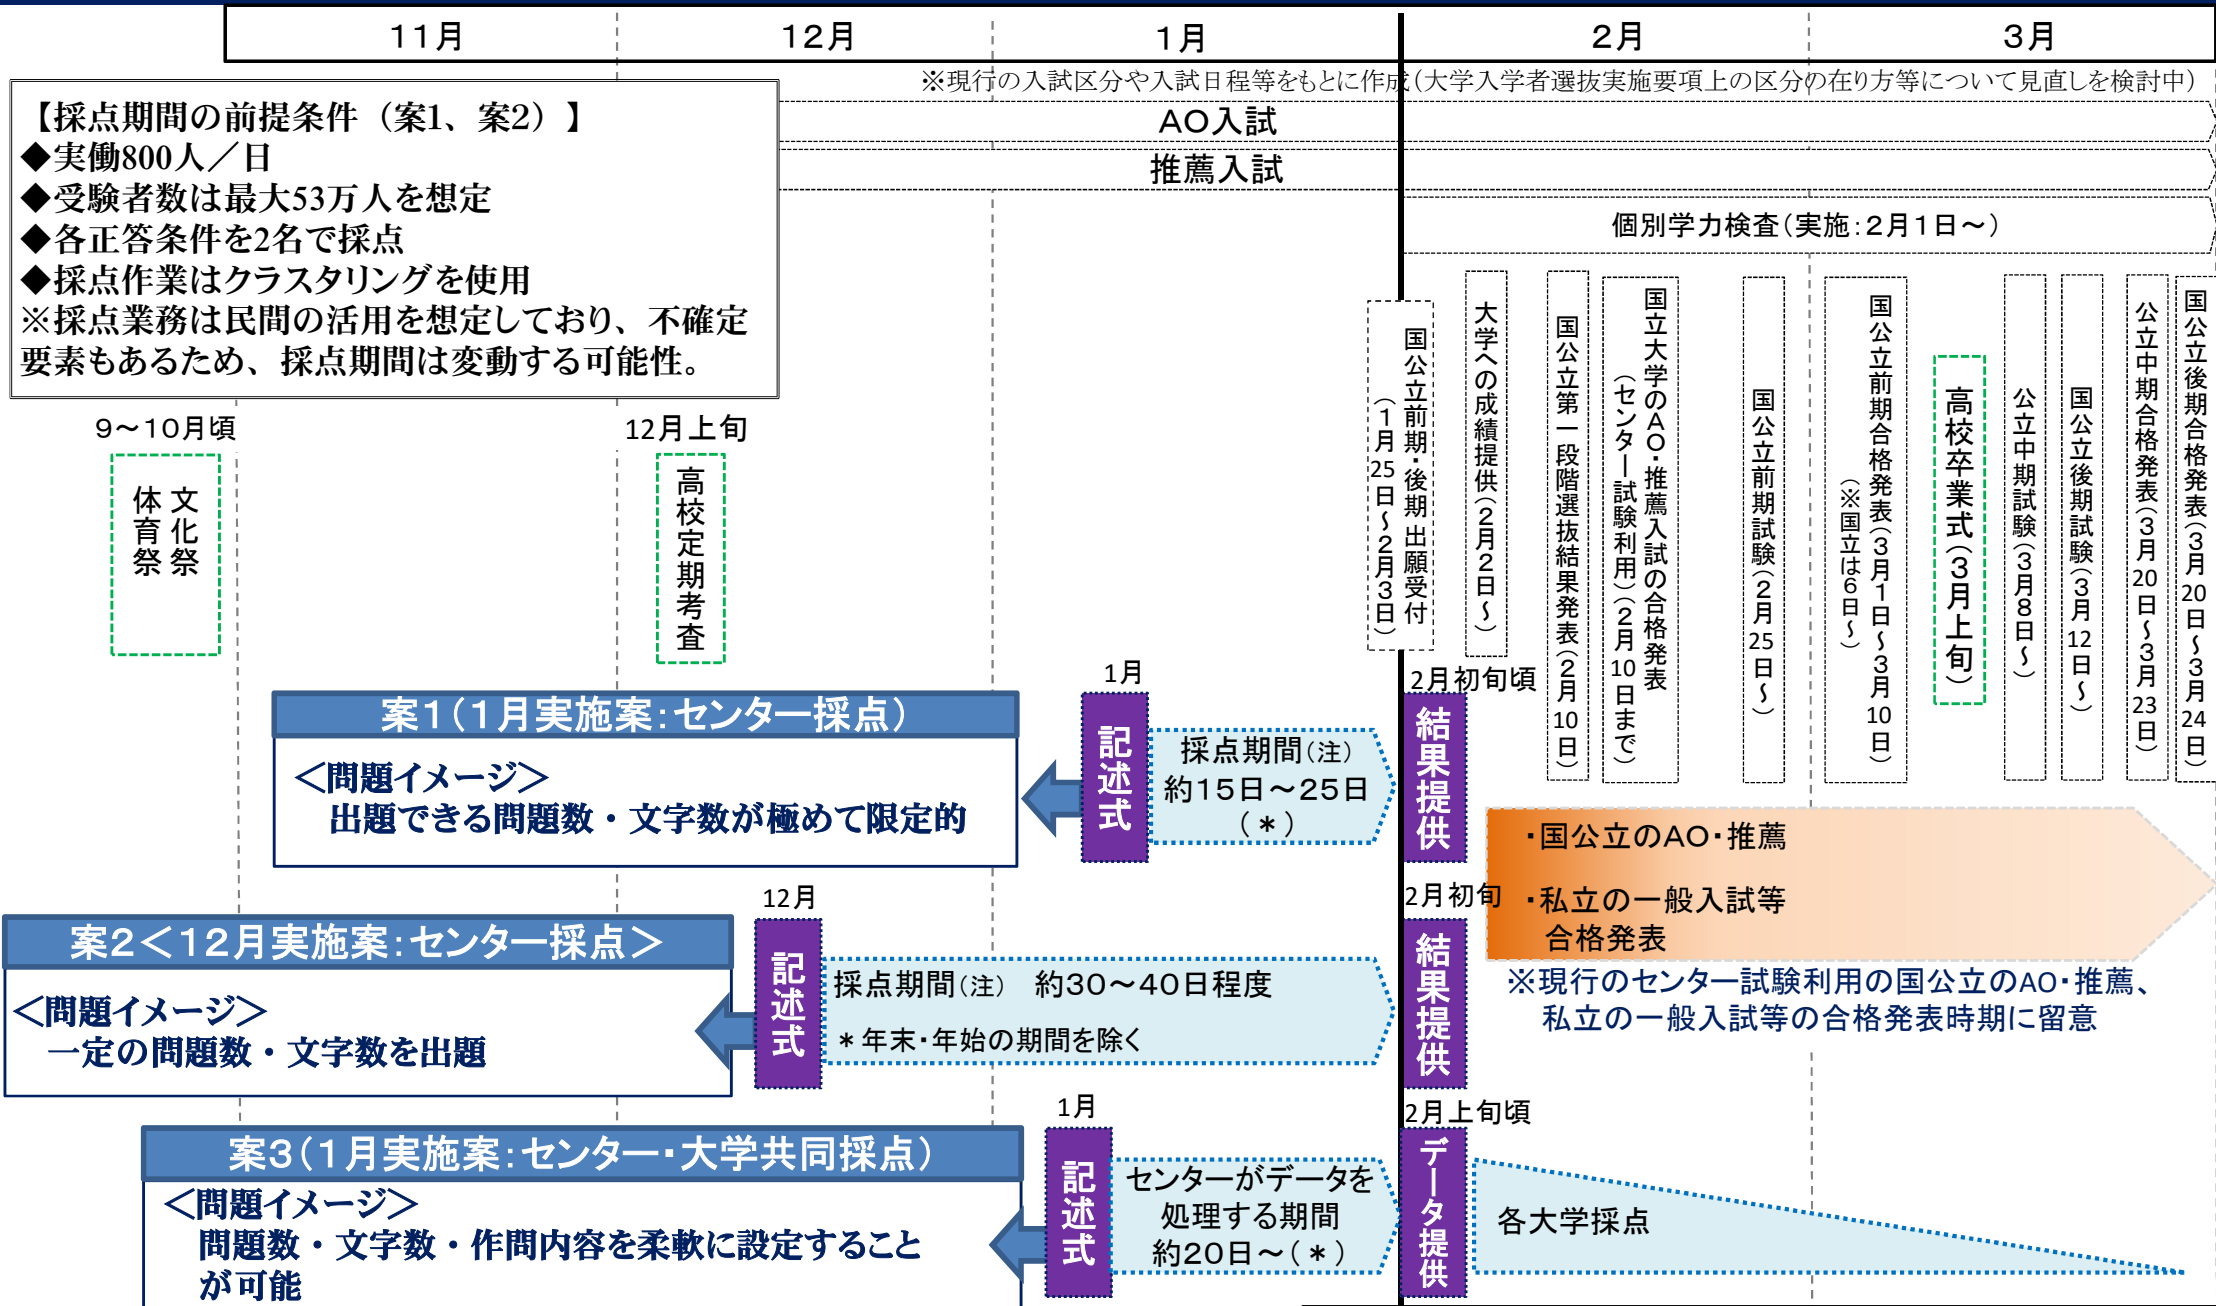 11月
12月
1月
2月
3月
※現行の入試区分や入試日程等をもとに作成(大学入学者選抜実施要項上の区分の在り方等について見直しを検討中)
【採点期間の前提条件（案1、案2）】
◆実働800人／日
◆受験者数は最大53万人を想定
◆各正答条件を2名で採点
◆採点作業はクラスタリングを使用
※採点業務は民間の活用を想定しており、不確定
要素もあるため、採点期間は変動する可能性。
AO入試
推薦入試
個別学力検査(実施:2月1日～)
国公立前期・後期 出願受付
(1月25日～2月3日)
大学への成績提供(2月2日～)
国公立第一段階選抜結果発表(2月10日)
国立大学のAO・推薦入試の合格発表
(センター試験利用)(2月10日まで)
国公立前期試験(2月25日～)
国公立前期合格発表(3月1日～3月10日)
(※国立は6日～)
高校卒業式(3月上旬)
公立中期試験(3月8日～)
国公立後期試験(3月12日～)
公立中期合格発表(3月20日～3月23日)
国公立後期合格発表(3月20日～3月24日)
9～10月頃
文化祭
体育祭
12月上旬
高校定期考査
案1(1月実施案:センター採点)
＜問題イメージ＞
出題できる問題数・文字数が極めて限定的
1月
記述式
採点期間(注)
約15日～25日
(＊)
2月初旬頃
結果提供
・国公立のAO・推薦
・私立の一般入試等
合格発表
※現行のセンター試験利用の国公立のAO・推薦、
私立の一般入試等の合格発表時期に留意
案2＜12月実施案:センター採点＞
＜問題イメージ＞
一定の問題数・文字数を出題
12月
記述式
採点期間(注)　約30～40日程度
＊年末・年始の期間を除く
2月初旬
結果提供
案3(1月実施案:センター・大学共同採点)
＜問題イメージ＞
問題数・文字数・作問内容を柔軟に設定すること
が可能
1月
記述式
センターがデータを
処理する期間
約20日～(＊)
2月上旬頃
データ提供
各大学採点